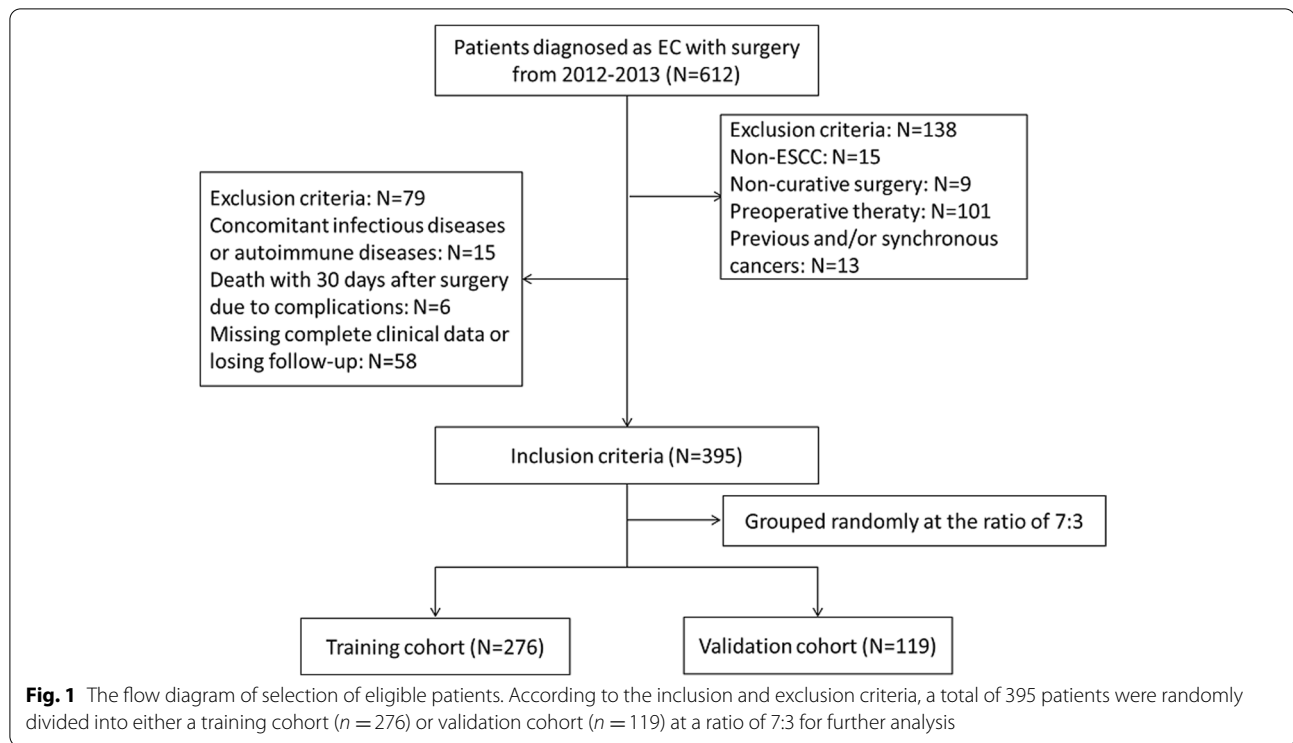 Patients diagnosed as EC with surgery
from 2012-2013 (N=612)
Exclusion criteria: N=138
Non-ESCC: N=15
Non-curative surgery: N=9
Preoperative theraty: N=101
Previous and/or synchronous
cancers: N=13
Exclusion criteria: N=79
Concomitant infectious diseases
or autoimmune diseases: N=15
Death with 30 days after surgery
due to complications: N=6
Missing complete clinical data or
losing follow-up: N=58
Inclusion criteria (N=395)
Grouped randomly at the ratio of 7:3
Training cohort (N=276)
Validation cohort (N=119)
Fig. 1 The flow diagram of selection of eligible patients. According to the inclusion and exclusion criteria, a total of 395 patients were randomly
divided into either a training cohort (n = 276) or validation cohort (n = 119) at a ratio of 7:3 for further analysis